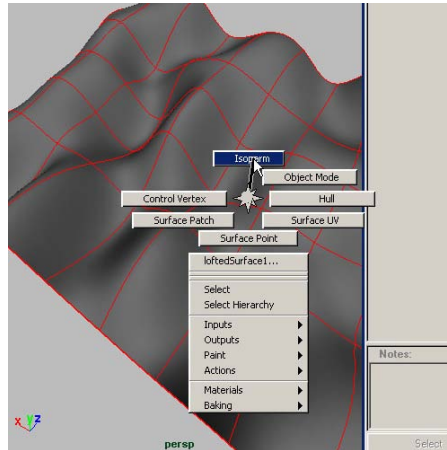 Isoparm
Object Mode
Control Vertex
Hull
Surface Patch
Surface UV
Surface Point
loftedSurface1...
Select
Select Hierarchy
Inputs
Outputs
Paint
Actions
Materials
Baking
Notes:
Select
x y z
persp